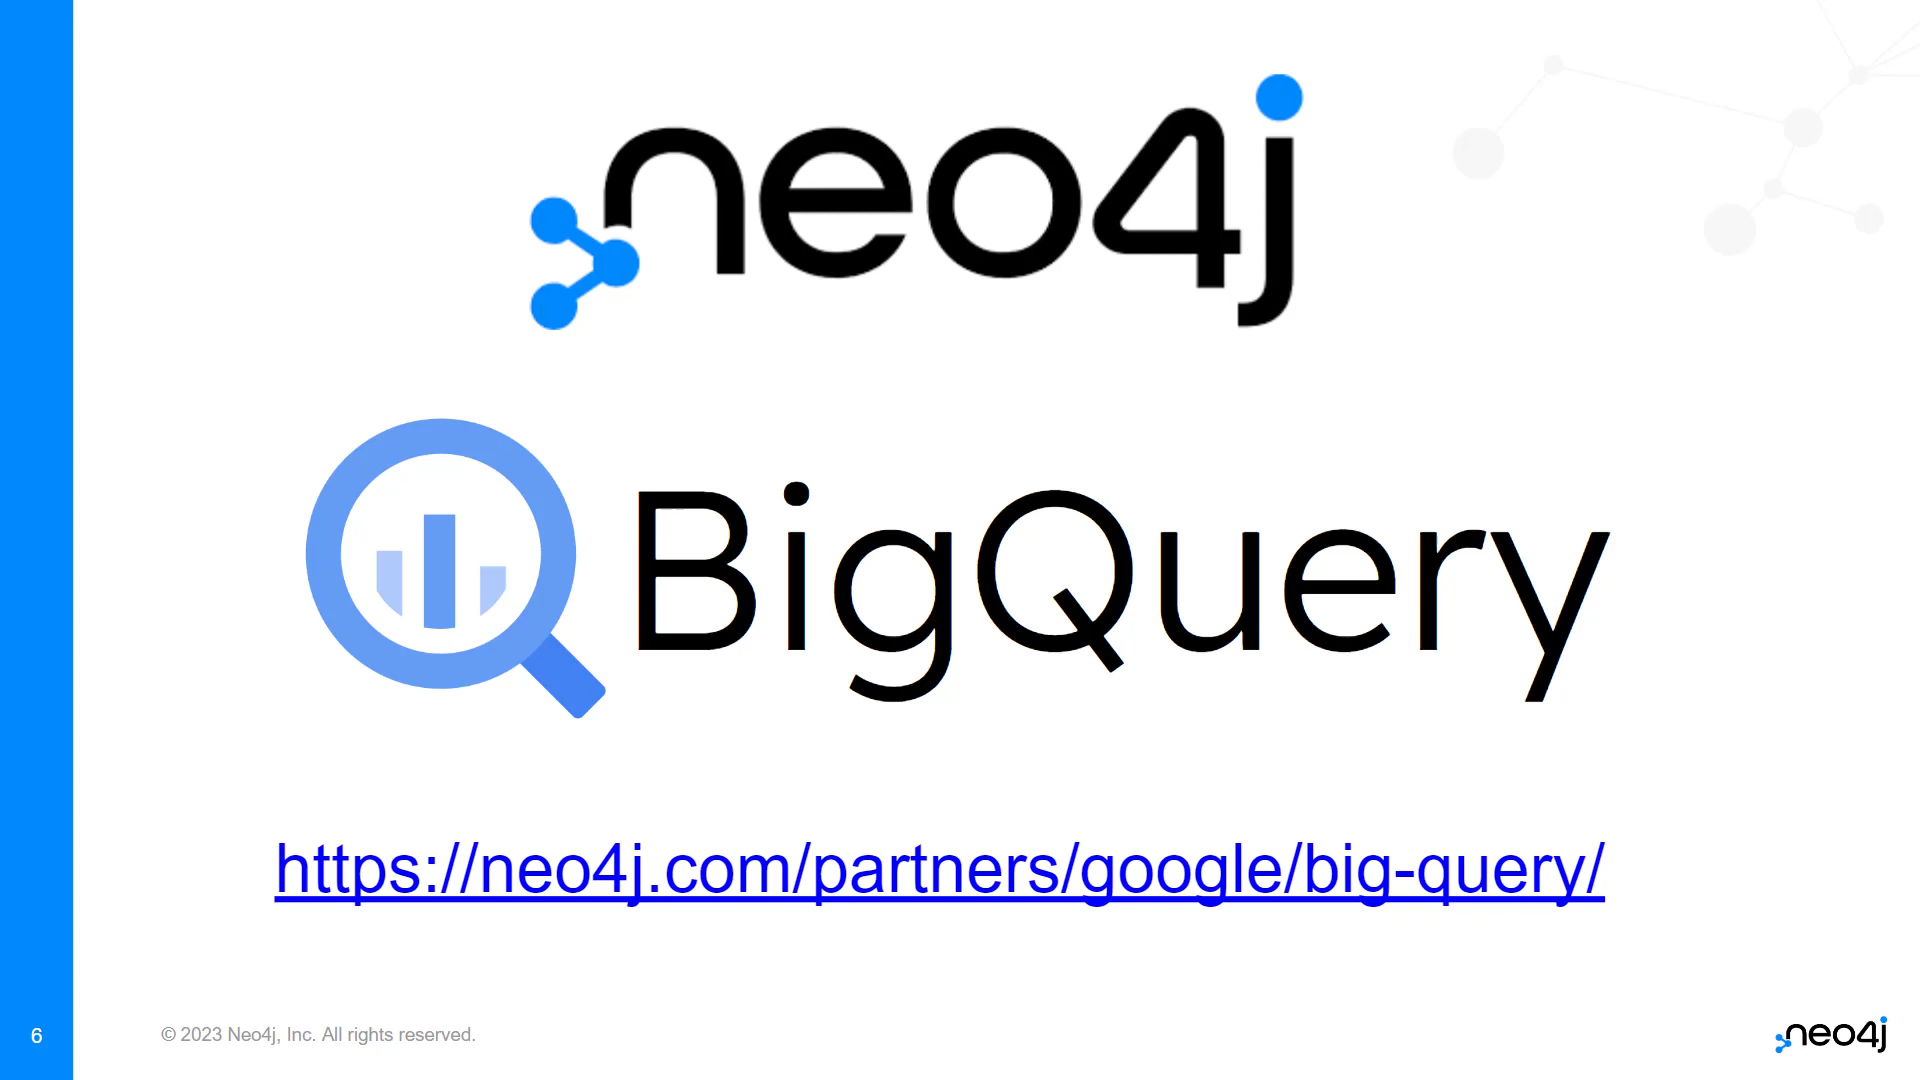 neo4j
BigQuery
https://neo4j.com/partners/google/big-query/
6
© 2023 Neo4j, Inc. All rights reserved.
neo4j